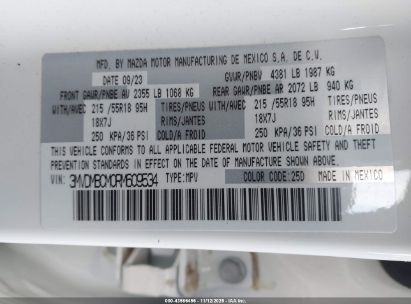 MFD. BY MAZDA MOTOR MANUFACTURING DE MEXICO S.A. DE C.V.
DATE 09/23 GVWR/PNBV 4381 LB 1987 KG
FRONT GAWR/PNBE AV 2355 LB 1068 KG REAR GAWR/PNBE AR 2072 LB 940 KG
WITH/AVEC 215 /55R18 95H TIRES/PNEUS WITH/AVEC 215 /55R18 95H TIRES/PNEUS
18X7J RIMS/JANTES 18X7J RIMS/JANTES
250 KPA/36 PSI COLD/A FROID 250 KPA/36 PSI COLD/A FROID
THIS VEHICLE CONFORMS TO ALL APPLICABLE FEDERAL MOTOR VEHICLE SAFETY AND THEFT
PREVENTION STANDARDS IN EFFECT ON THE DATE OF MANUFACTURE SHOWN ABOVE.
VIN: 3MVDMBCM0RM609534 TYPE: MPV COLOR CODE: 25D MADE IN MEXICO